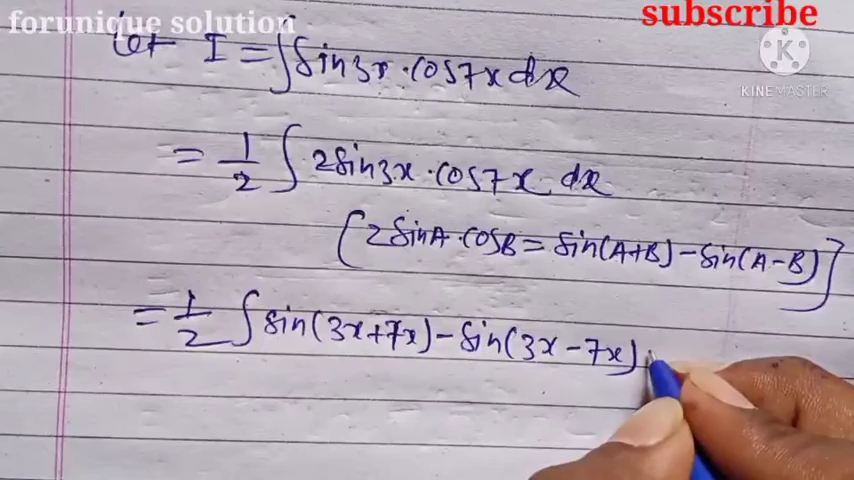 forunique solution
subscribe
Let I = ∫ sin3x · cos7x dx
KINEMASTER
= 1/2 ∫ 2sin3x · cos7x dx
[2sinA · cosB = sin(A+B) - sin(A-B)]
= 1/2 ∫ sin(3x+7x) - sin(3x-7x)